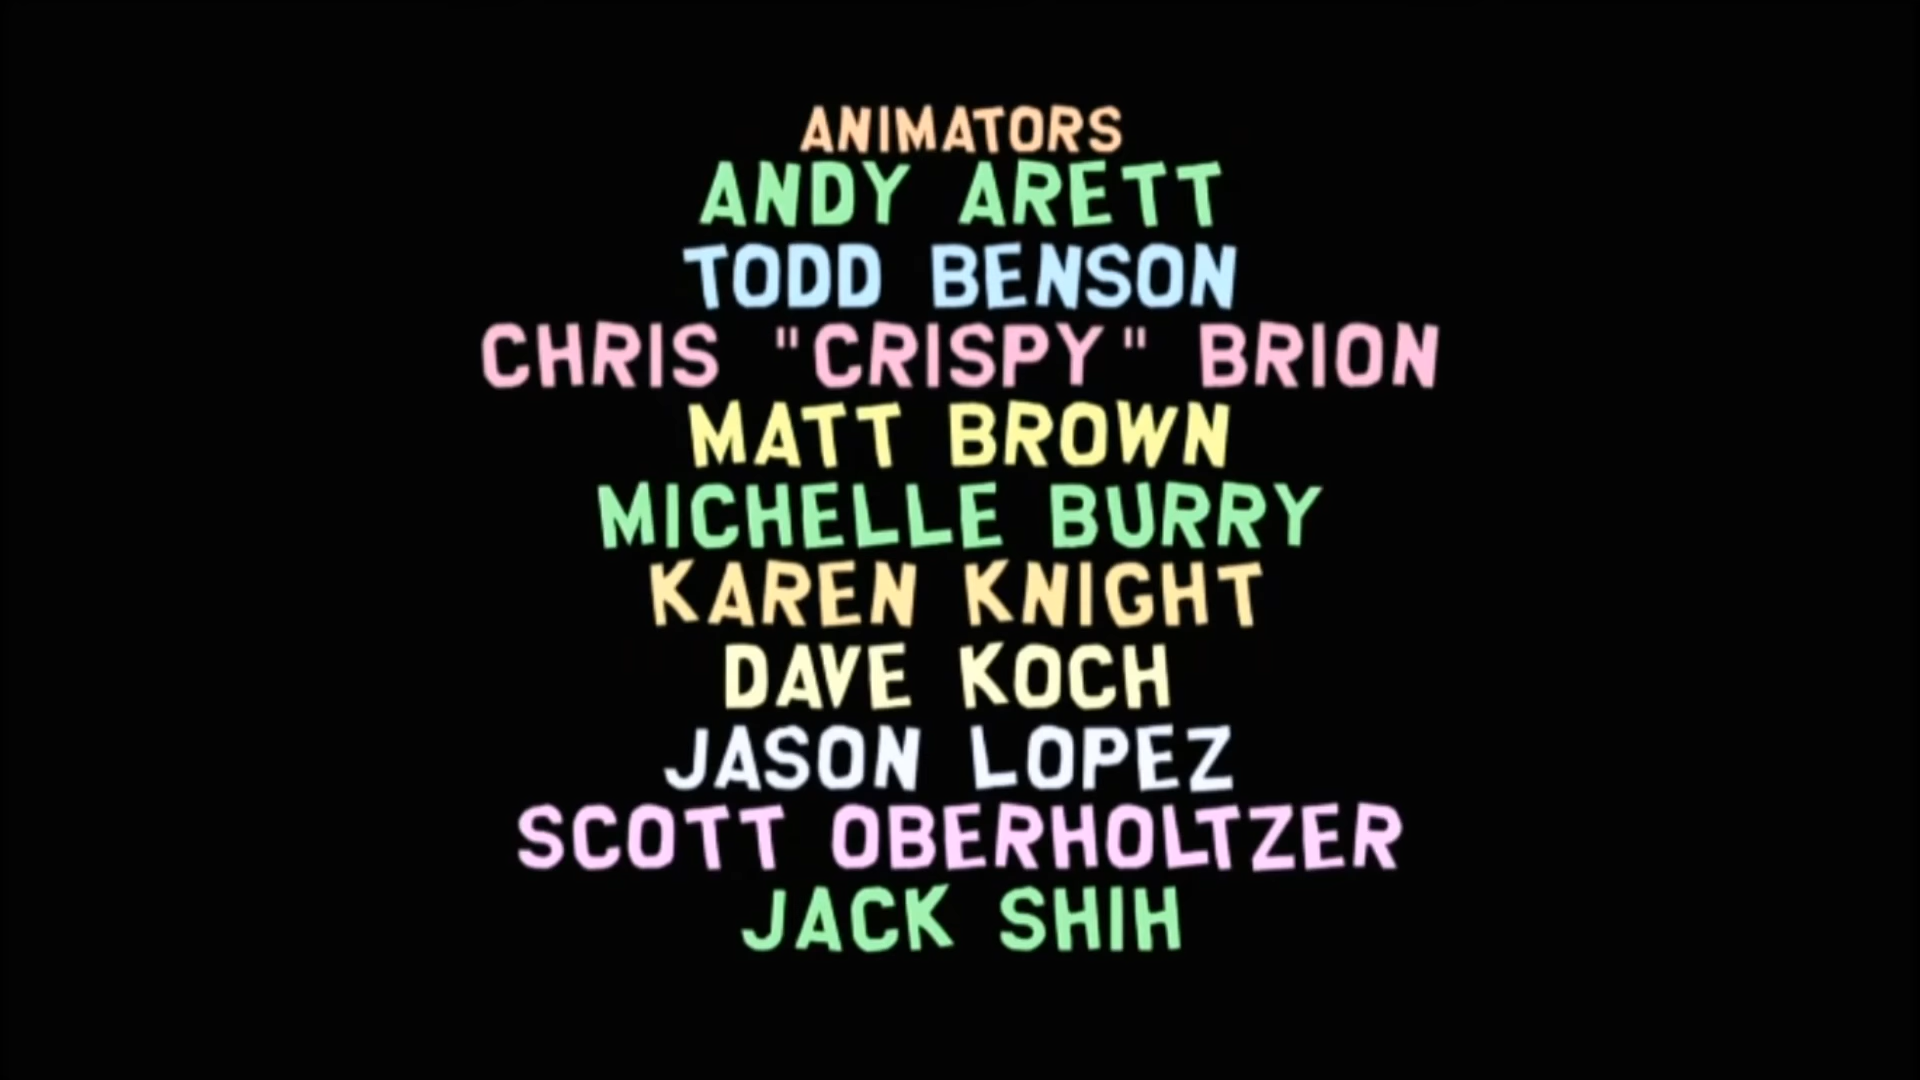 ANIMATORS
ANDY ARETT
TODD BENSON
CHRIS "CRISPY" BRION
MATT BROWN
MICHELLE BURRY
KAREN KNIGHT
DAVE KOCH
JASON LOPEZ
SCOTT OBERHOLTZER
JACK SHIH